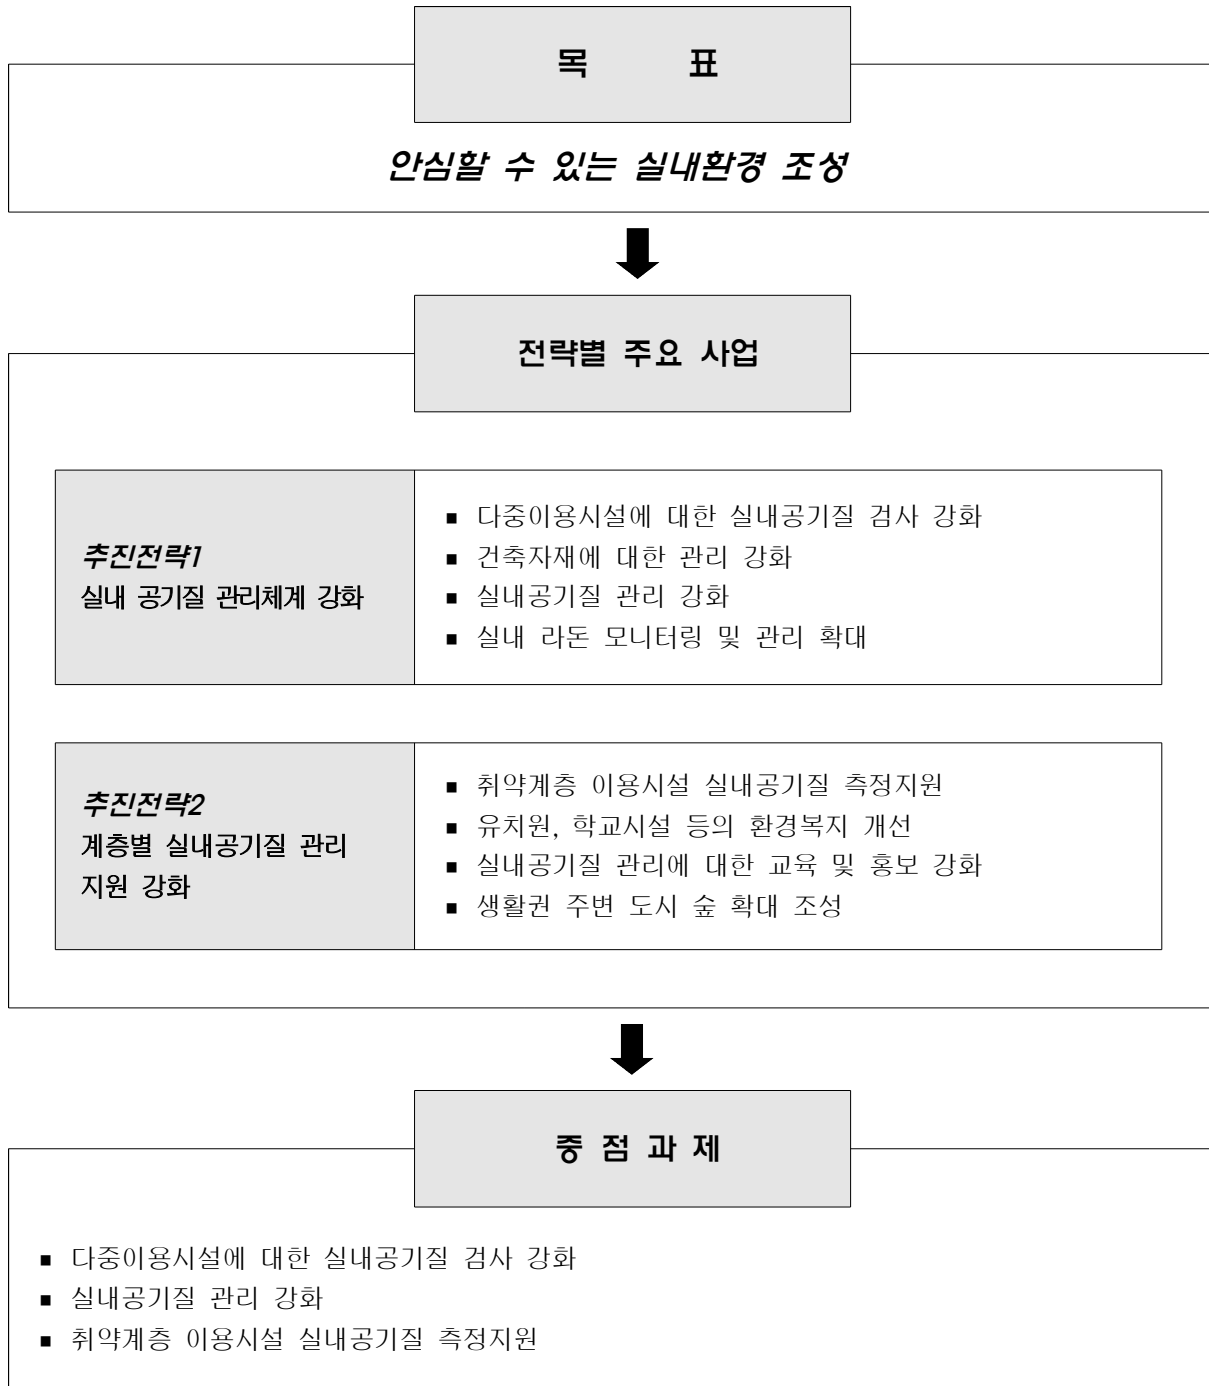 목 표
안심할 수 있는 실내환경 조성
전략별 주요 사업
추진전략1
실내 공기질 관리체계 강화
■ 다중이용시설에 대한 실내공기질 검사 강화
■ 건축자재에 대한 관리 강화
■ 실내공기질 관리 강화
■ 실내 라돈 모니터링 및 관리 확대
추진전략2
계층별 실내공기질 관리
지원 강화
■ 취약계층 이용시설 실내공기질 측정지원
■ 유치원, 학교시설 등의 환경복지 개선
■ 실내공기질 관리에 대한 교육 및 홍보 강화
■ 생활권 주변 도시 숲 확대 조성
중 점 과 제
■ 다중이용시설에 대한 실내공기질 검사 강화
■ 실내공기질 관리 강화
■ 취약계층 이용시설 실내공기질 측정지원